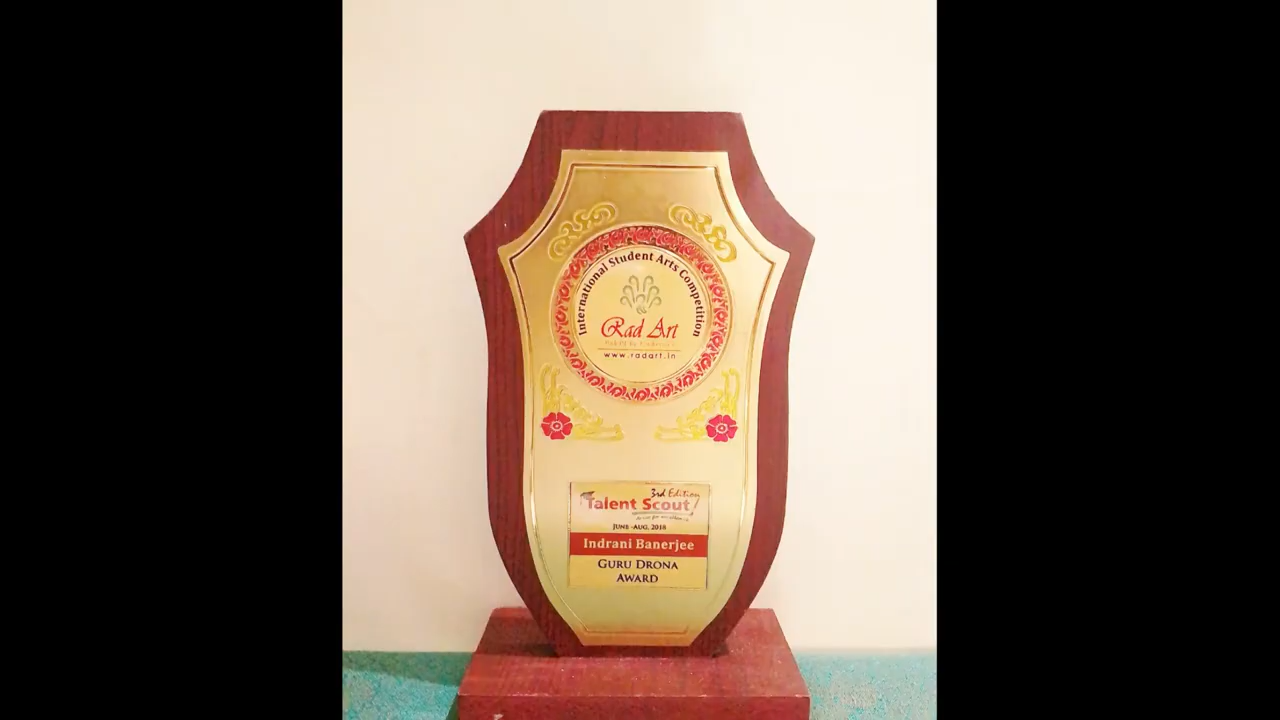 International Student Arts Competition
Rad Art
www.radart.in
3rd Edition
Talent Scout
JUNE -AUG, 2018
Indrani Banerjee
GURU DRONA
AWARD